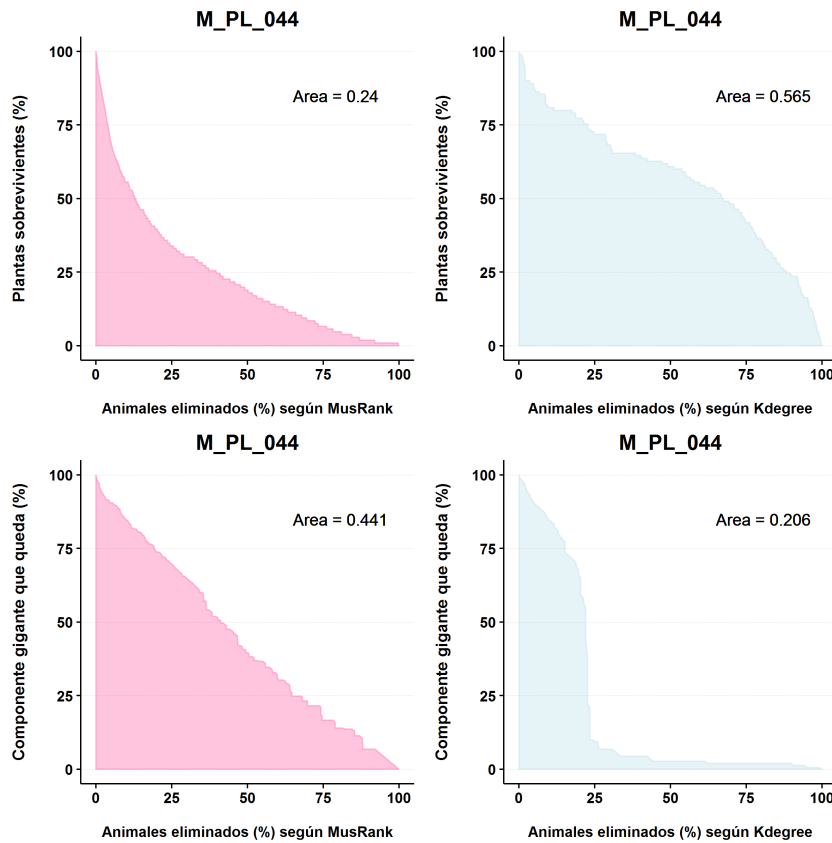 M_PL_044
Plantas sobrevivientes (%)
100
75
50
25
0
Area = 0.24
0 25 50 75 100
Animales eliminados (%) según MusRank
M_PL_044
Plantas sobrevivientes (%)
100
75
50
25
0
Area = 0.565
0 25 50 75 100
Animales eliminados (%) según Kdegree
M_PL_044
Componente gigante que queda (%)
100
75
50
25
0
Area = 0.441
0 25 50 75 100
Animales eliminados (%) según MusRank
M_PL_044
Componente gigante que queda (%)
100
75
50
25
0
Area = 0.206
0 25 50 75 100
Animales eliminados (%) según Kdegree